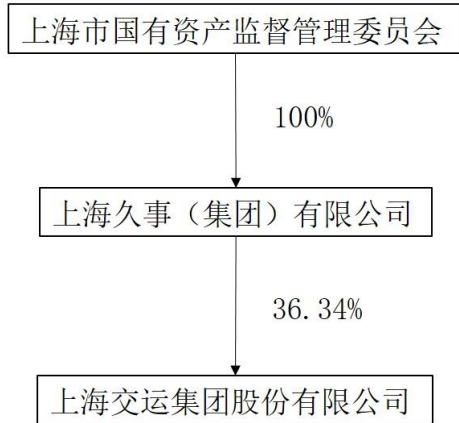 上海市国有资产监督管理委员会
100%
上海久事（集团）有限公司
36.34%
上海交运集团股份有限公司